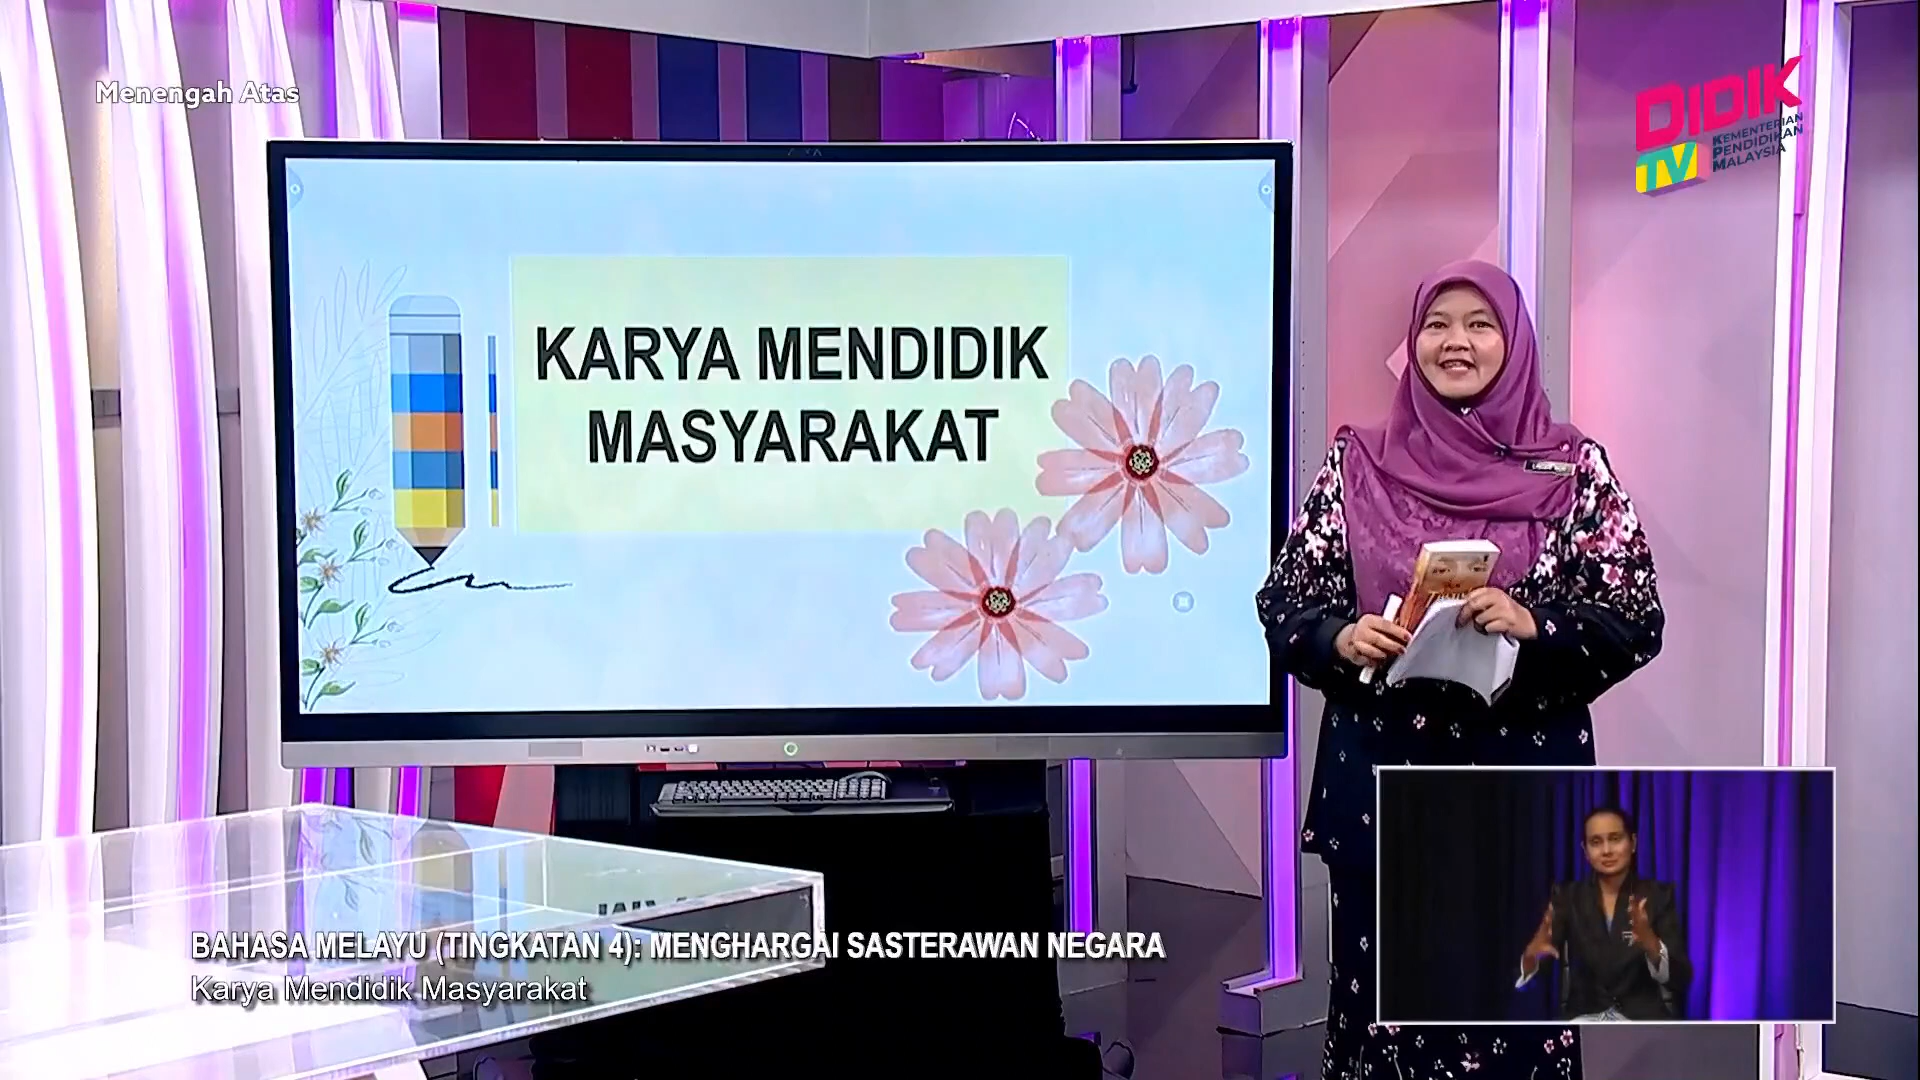 Menengah Atas
DIDIK
TV
KEMENTERIAN
PENDIDIKAN
MALAYSIA
KARYA MENDIDIK
MASYARAKAT
BAHASA MELAYU (TINGKATAN 4): MENGHARGAI SASTERAWAN NEGARA
Karya Mendidik Masyarakat